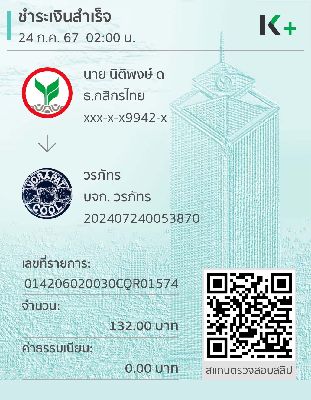 ชำระเงินสำเร็จ
24 ก.ค. 67 02:00 น.
K+
นาย นิติพงษ์ ด
ธ.กสิกรไทย
xxx-x-x9942-x
วรภัทร
บจก. วรภัทร
202407240053870
เลขที่รายการ:
014206020030CQR01574
จำนวน:
132.00 บาท
ค่าธรรมเนียม:
0.00 บาท
สแกนตรวจสอบสลิป